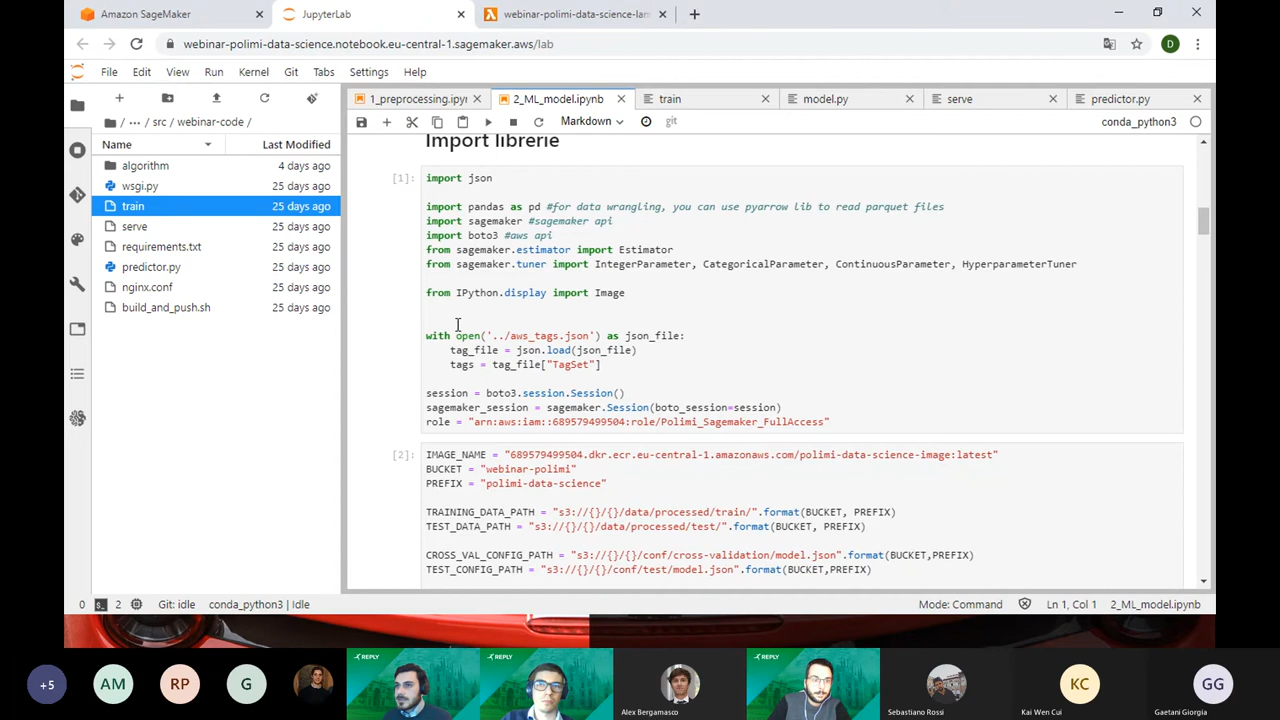 Amazon SageMaker
JupyterLab
webinar-polimi-data-science-lam
webinar-polimi-data-science.notebook.eu-central-1.sagemaker.aws/lab
D
File Edit View Run Kernel Git Tabs Settings Help
1_preprocessing.ipyn
2_ML_model.ipynb
train
model.py
serve
predictor.py
Markdown
git
conda_python3
/ ... / src / webinar-code /
Name
Last Modified
algorithm 4 days ago
wsgi.py 25 days ago
train 25 days ago
serve 25 days ago
requirements.txt 25 days ago
predictor.py 25 days ago
nginx.conf 25 days ago
build_and_push.sh 25 days ago
Import librerie
[1]: import json
import pandas as pd #for data wrangling, you can use pyarrow lib to read parquet files
import sagemaker #sagemaker api
import boto3 #aws api
from sagemaker.estimator import Estimator
from sagemaker.tuner import IntegerParameter, CategoricalParameter, ContinuousParameter, HyperparameterTuner
from IPython.display import Image
with open('../aws_tags.json') as json_file:
tag_file = json.load(json_file)
tags = tag_file["TagSet"]
session = boto3.session.Session()
sagemaker_session = sagemaker.Session(boto_session=session)
role = "arn:aws:iam::689579499504:role/Polimi_Sagemaker_FullAccess"
[2]: IMAGE_NAME = "689579499504.dkr.ecr.eu-central-1.amazonaws.com/polimi-data-science-image:latest"
BUCKET = "webinar-polimi"
PREFIX = "polimi-data-science"
TRAINING_DATA_PATH = "s3://{}/{}/data/processed/train/".format(BUCKET, PREFIX)
TEST_DATA_PATH = "s3://{}/{}/data/processed/test/".format(BUCKET, PREFIX)
CROSS_VAL_CONFIG_PATH = "s3://{}/{}/conf/cross-validation/model.json".format(BUCKET,PREFIX)
TEST_CONFIG_PATH = "s3://{}/{}/conf/test/model.json".format(BUCKET,PREFIX)
0 2 Git: idle conda_python3 | Idle
Mode: Command Ln 1, Col 1 2_ML_model.ipynb
+5
AM
RP
G
REPLY
REPLY
Alex Bergamasco
REPLY
Sebastiano Rossi
KC
Kai Wen Cui
GG
Gaetani Giorgia